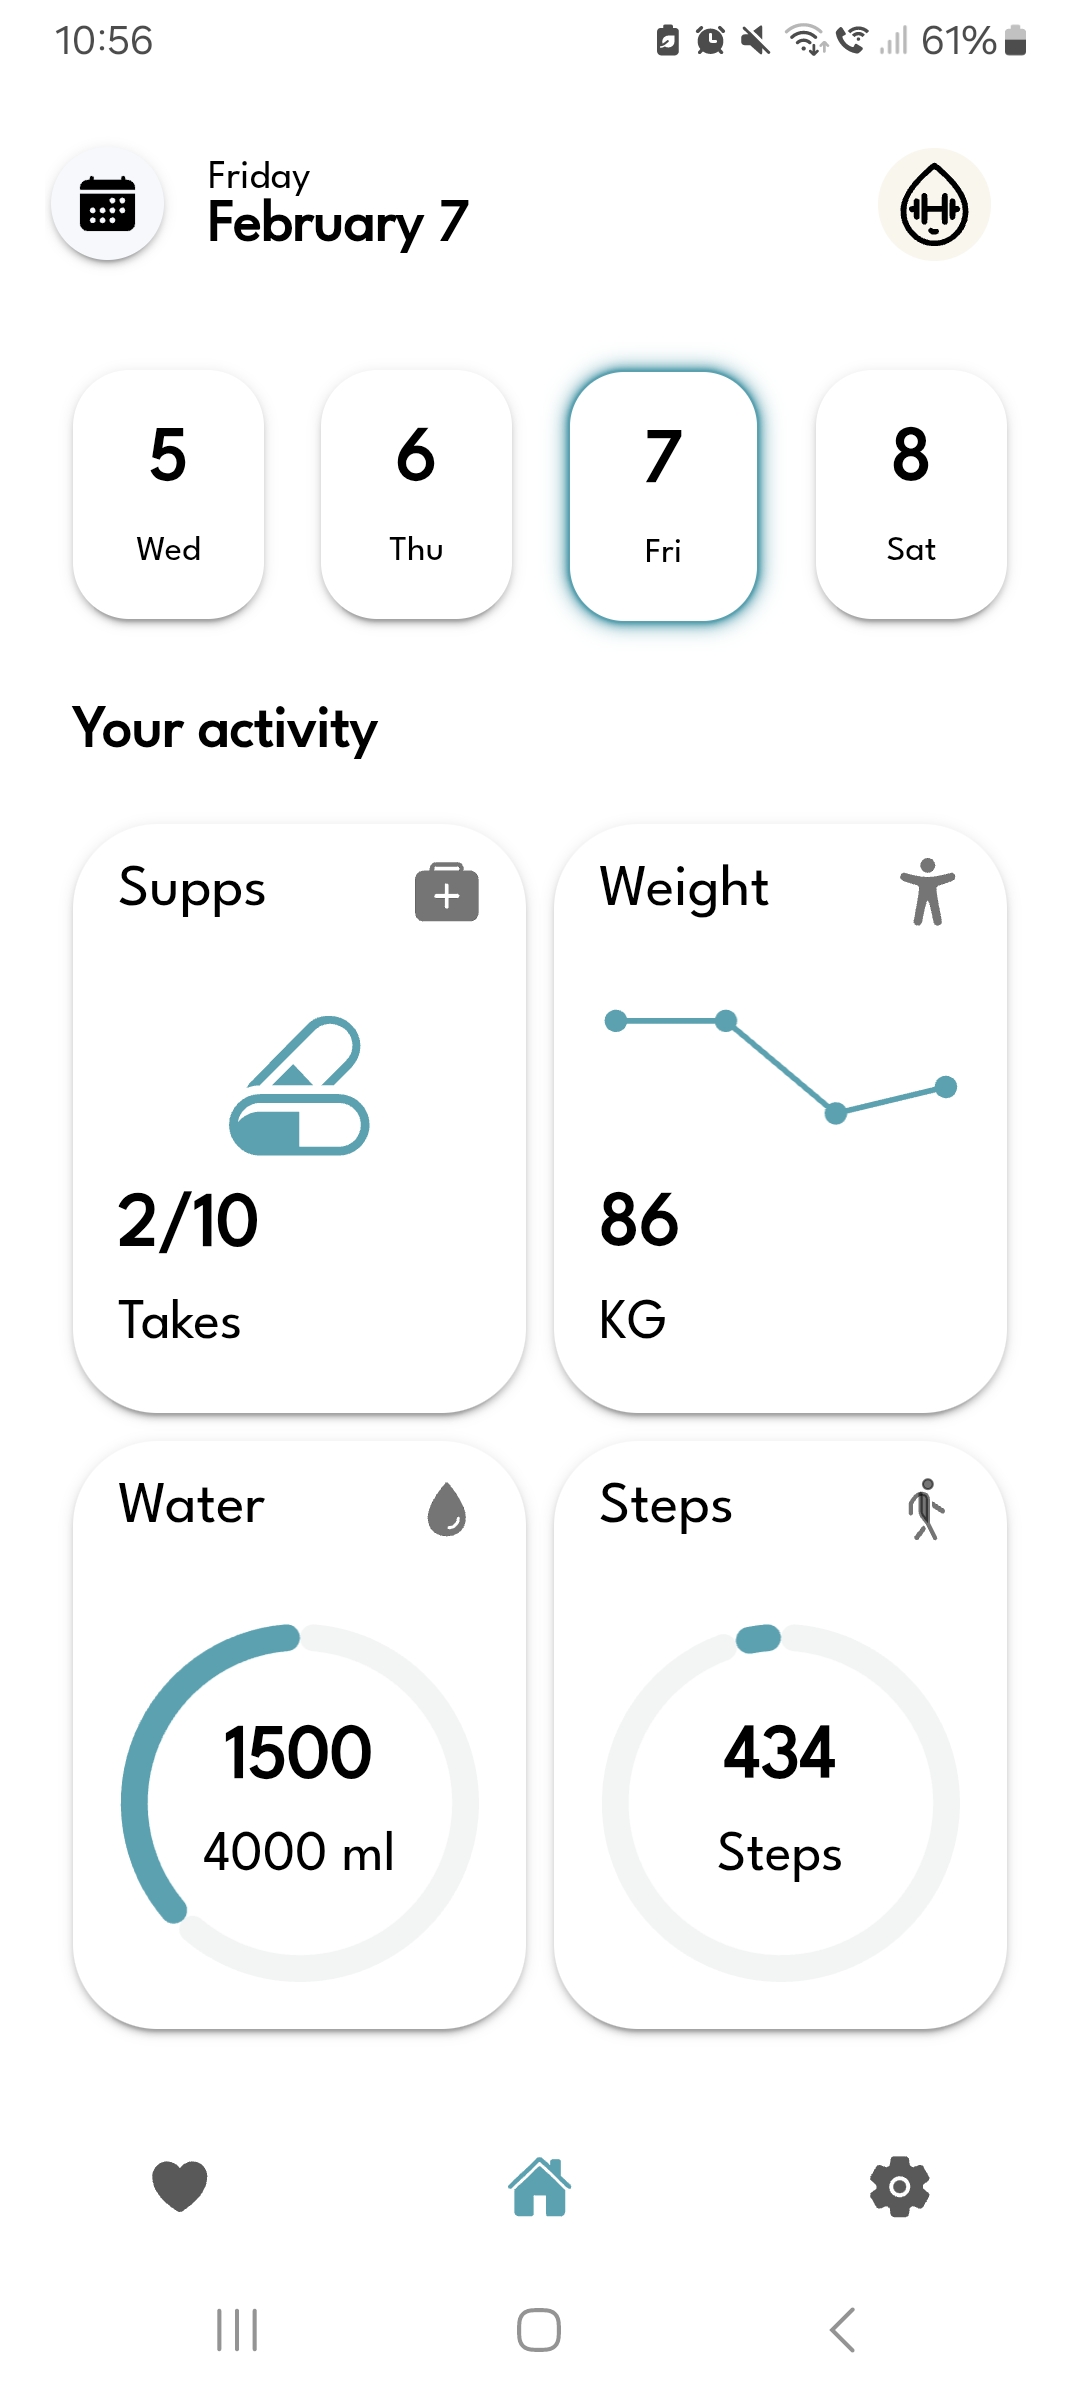 10:56
61%
Friday
February 7
5
Wed
6
Thu
7
Fri
8
Sat
Your activity
Supps
2/10
Takes
Weight
86
KG
Water
1500
4000 ml
Steps
434
Steps